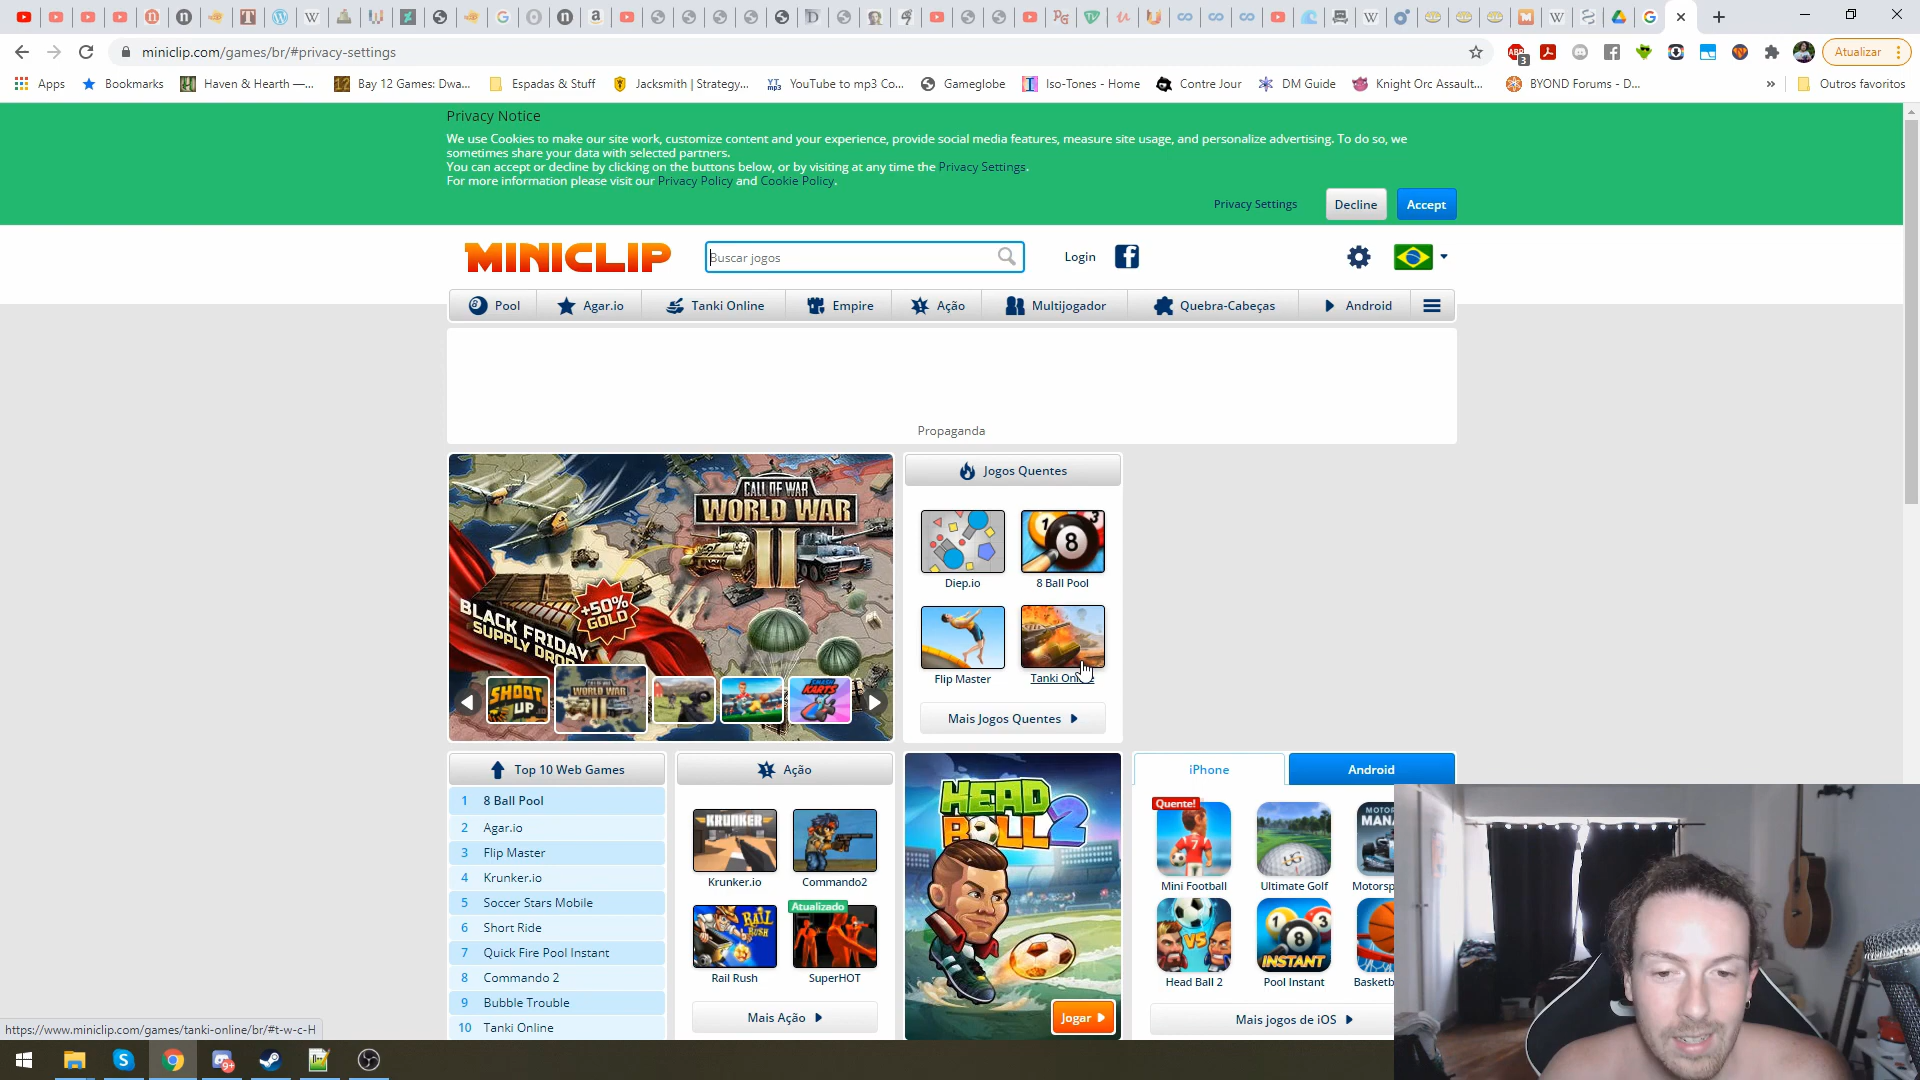 miniclip.com/games/br/#privacy-settings
Atualizar
Apps
Bookmarks
Haven & Hearth —...
Bay 12 Games: Dwa...
Espadas & Stuff
Jacksmith | Strategy...
YouTube to mp3 Co...
Gameglobe
Iso-Tones - Home
Contre Jour
DM Guide
Knight Orc Assault...
BYOND Forums - D...
»
Outros favoritos
Privacy Notice
We use Cookies to make our site work, customize content and your experience, provide social media features, measure site usage, and personalize advertising. To do so, we
sometimes share your data with selected partners.
You can accept or decline by clicking on the buttons below, or by visiting at any time the Privacy Settings.
For more information please visit our Privacy Policy and Cookie Policy.
Privacy Settings
Decline
Accept
MINICLIP
Buscar jogos
Login
Pool
Agar.io
Tanki Online
Empire
Ação
Multijogador
Quebra-Cabeças
Android
Propaganda
CALL OF WAR
WORLD WAR
II
BLACK FRIDAY
SUPPLY DROP
+50%
GOLD
SHOOT
UP
WORLD WAR
SMASH
KARTS
Jogos Quentes
Diep.io
8 Ball Pool
Flip Master
Tanki Online
Mais Jogos Quentes
Top 10 Web Games
1 8 Ball Pool
2 Agar.io
3 Flip Master
4 Krunker.io
5 Soccer Stars Mobile
6 Short Ride
7 Quick Fire Pool Instant
8 Commando 2
9 Bubble Trouble
10 Tanki Online
Ação
KRUNKER
Krunker.io
Commando2
RAIL
RUSH
Atualizado
Rail Rush
SuperHOT
Mais Ação
HEAD
BALL 2
Jogar
iPhone
Android
Quente!
UG
Mini Football
Ultimate Golf
Motorsp
VS
INSTANT
Head Ball 2
Pool Instant
Basketb
Mais jogos de iOS
https://www.miniclip.com/games/tanki-online/br/#t-w-c-H